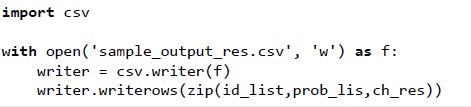 import csv
with open('sample_output_res.csv', 'w') as f:
    writer = csv.writer(f)
    writer.writerows(zip(id_list,prob_lis,ch_res))